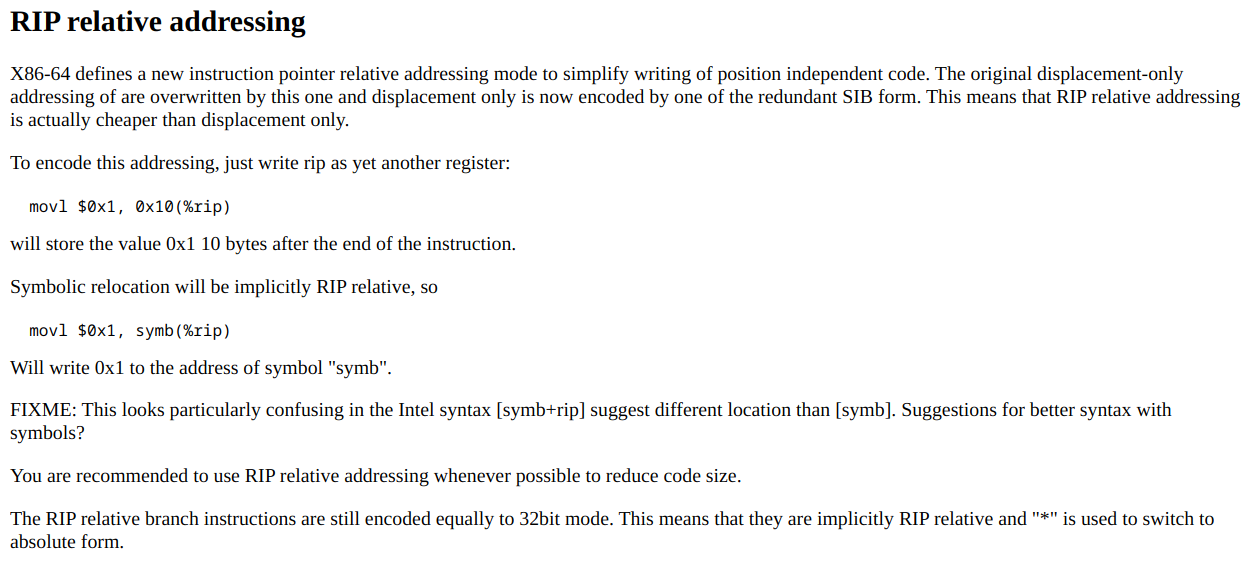 RIP relative addressing
X86-64 defines a new instruction pointer relative addressing mode to simplify writing of position independent code. The original displacement-only
addressing of are overwritten by this one and displacement only is now encoded by one of the redundant SIB form. This means that RIP relative addressing
is actually cheaper than displacement only.
To encode this addressing, just write rip as yet another register:
movl $0x1, 0x10(%rip)
will store the value 0x1 10 bytes after the end of the instruction.
Symbolic relocation will be implicitly RIP relative, so
movl $0x1, symb(%rip)
Will write 0x1 to the address of symbol "symb".
FIXME: This looks particularly confusing in the Intel syntax [symb+rip] suggest different location than [symb]. Suggestions for better syntax with
symbols?
You are recommended to use RIP relative addressing whenever possible to reduce code size.
The RIP relative branch instructions are still encoded equally to 32bit mode. This means that they are implicitly RIP relative and "*" is used to switch to
absolute form.